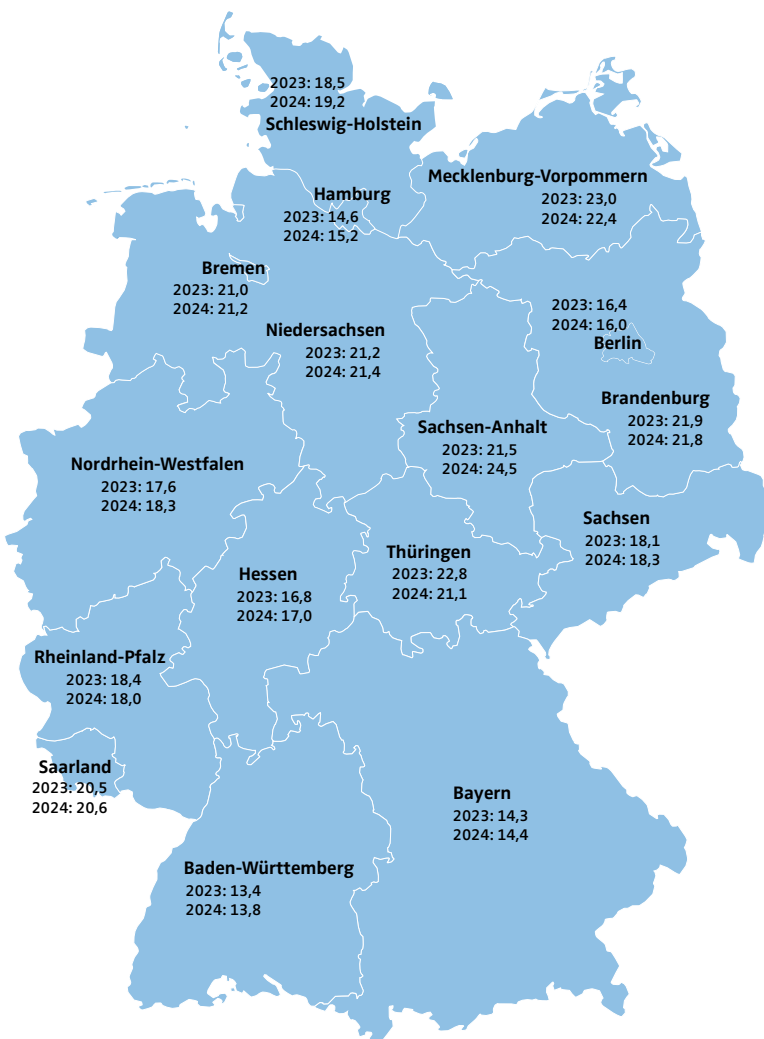 2023: 18,5
2024: 19,2
Schleswig-Holstein
Mecklenburg-Vorpommern
2023: 23,0
2024: 22,4
Hamburg
2023: 14,6
2024: 15,2
Bremen
2023: 21,0
2024: 21,2
Niedersachsen
2023: 21,2
2024: 21,4
2023: 16,4
2024: 16,0
Berlin
Brandenburg
2023: 21,9
2024: 21,8
Sachsen-Anhalt
2023: 21,5
2024: 24,5
Nordrhein-Westfalen
2023: 17,6
2024: 18,3
Sachsen
2023: 18,1
2024: 18,3
Thüringen
2023: 22,8
2024: 21,1
Hessen
2023: 16,8
2024: 17,0
Rheinland-Pfalz
2023: 18,4
2024: 18,0
Saarland
2023: 20,5
2024: 20,6
Bayern
2023: 14,3
2024: 14,4
Baden-Württemberg
2023: 13,4
2024: 13,8